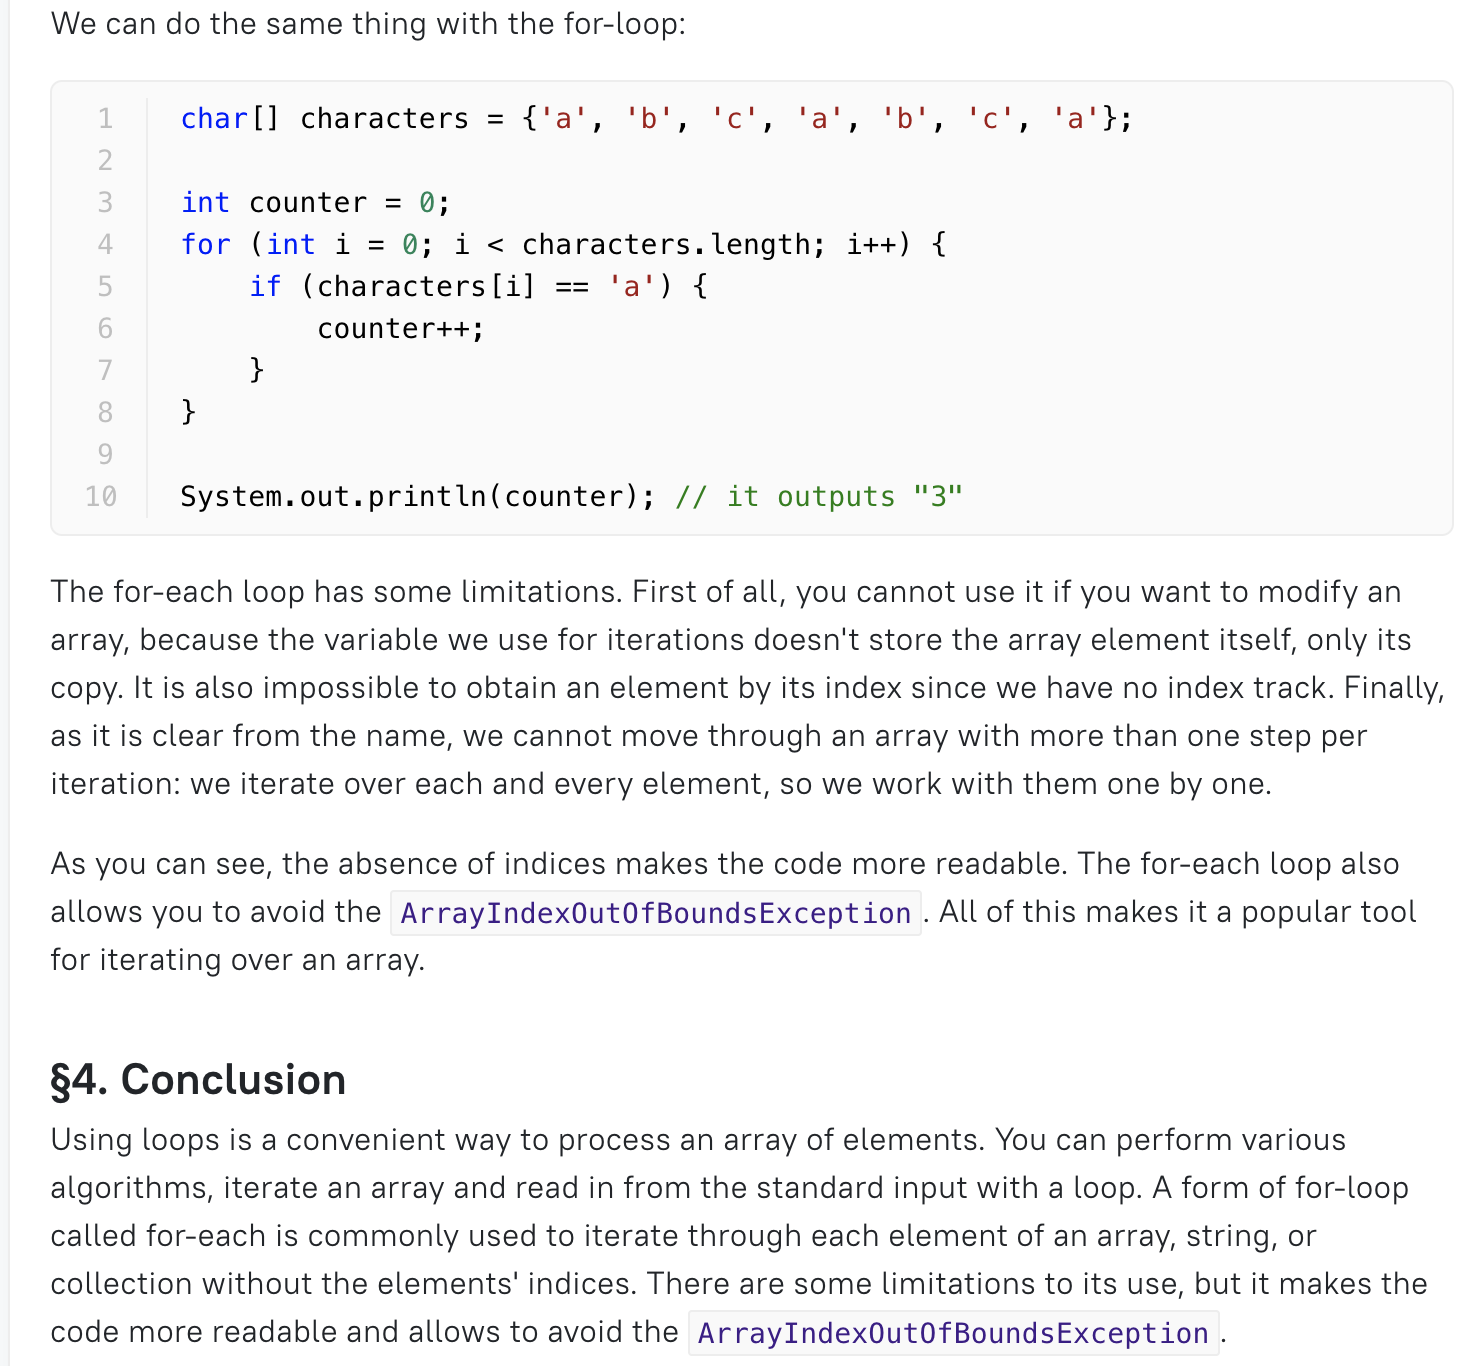 We can do the same thing with the for-loop:
1 char[] characters = {'a', 'b', 'c', 'a', 'b', 'c', 'a'};
2
3 int counter = 0;
4 for (int i = 0; i < characters.length; i++) {
5     if (characters[i] == 'a') {
6         counter++;
7     }
8 }
9
10 System.out.println(counter); // it outputs "3"
The for-each loop has some limitations. First of all, you cannot use it if you want to modify an
array, because the variable we use for iterations doesn't store the array element itself, only its
copy. It is also impossible to obtain an element by its index since we have no index track. Finally,
as it is clear from the name, we cannot move through an array with more than one step per
iteration: we iterate over each and every element, so we work with them one by one.
As you can see, the absence of indices makes the code more readable. The for-each loop also
allows you to avoid the ArrayIndexOutOfBoundsException. All of this makes it a popular tool
for iterating over an array.
§4. Conclusion
Using loops is a convenient way to process an array of elements. You can perform various
algorithms, iterate an array and read in from the standard input with a loop. A form of for-loop
called for-each is commonly used to iterate through each element of an array, string, or
collection without the elements' indices. There are some limitations to its use, but it makes the
code more readable and allows to avoid the ArrayIndexOutOfBoundsException.